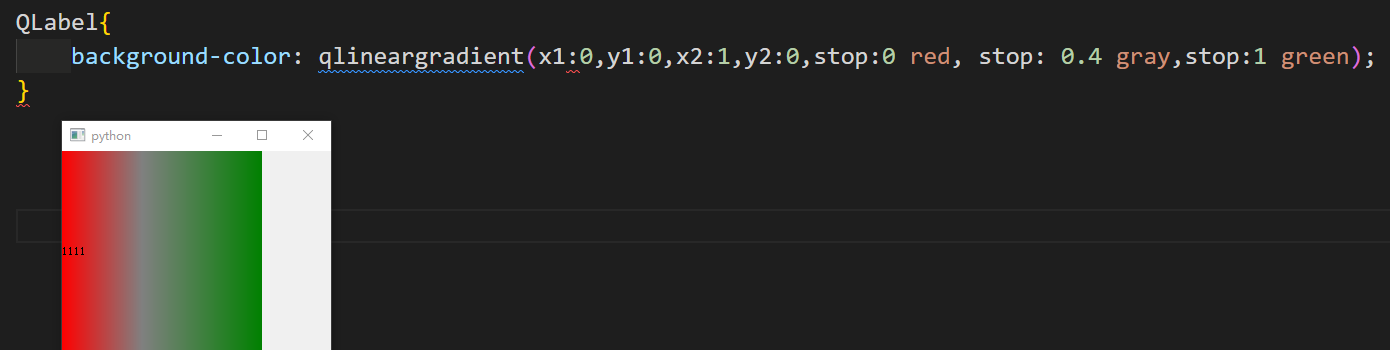 QLabel{
background-color: qlineargradient(x1:0,y1:0,x2:1,y2:0,stop:0 red, stop: 0.4 gray,stop:1 green);
}
python
1111